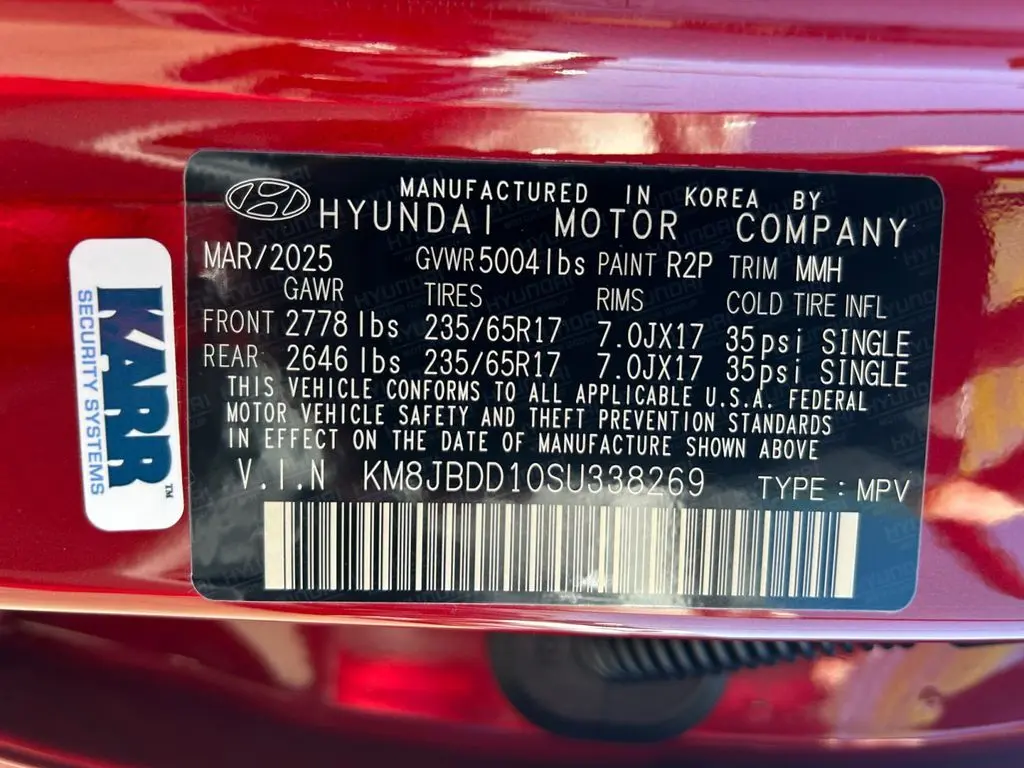 MANUFACTURED IN KOREA BY
HYUNDAI MOTOR COMPANY
MAR/2025 GVWR 5004lbs PAINT R2P TRIM MMH
GAWR TIRES RIMS COLD TIRE INFL
FRONT 2778 lbs 235/65R17 7.0JX17 35psi SINGLE
REAR 2646 lbs 235/65R17 7.0JX17 35psi SINGLE
THIS VEHICLE CONFORMS TO ALL APPLICABLE U.S.A. FEDERAL
MOTOR VEHICLE SAFETY AND THEFT PREVENTION STANDARDS
IN EFFECT ON THE DATE OF MANUFACTURE SHOWN ABOVE
V.I.N KM8JBDD10SU338269 TYPE : MPV
KARR™
SECURITY SYSTEMS